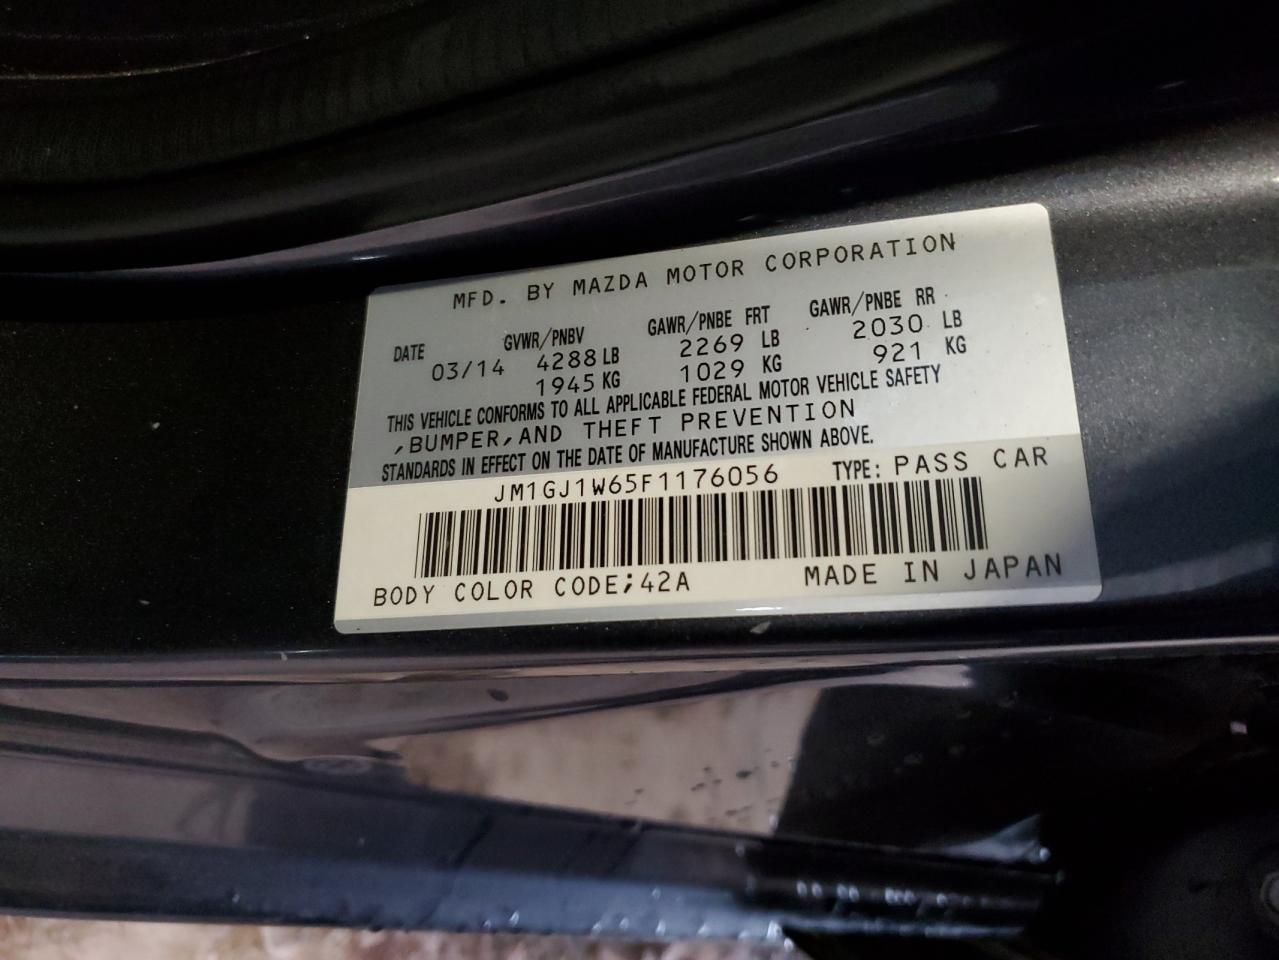 MFD. BY MAZDA MOTOR CORPORATION
DATE GVWR/PNBV GAWR/PNBE FRT GAWR/PNBE RR
03/14 4288 LB 2269 LB 2030 LB
1945 KG 1029 KG 921 KG
THIS VEHICLE CONFORMS TO ALL APPLICABLE FEDERAL MOTOR VEHICLE SAFETY
,BUMPER,AND THEFT PREVENTION
STANDARDS IN EFFECT ON THE DATE OF MANUFACTURE SHOWN ABOVE.
JM1GJ1W65F1176056 TYPE: PASS CAR
BODY COLOR CODE;42A MADE IN JAPAN